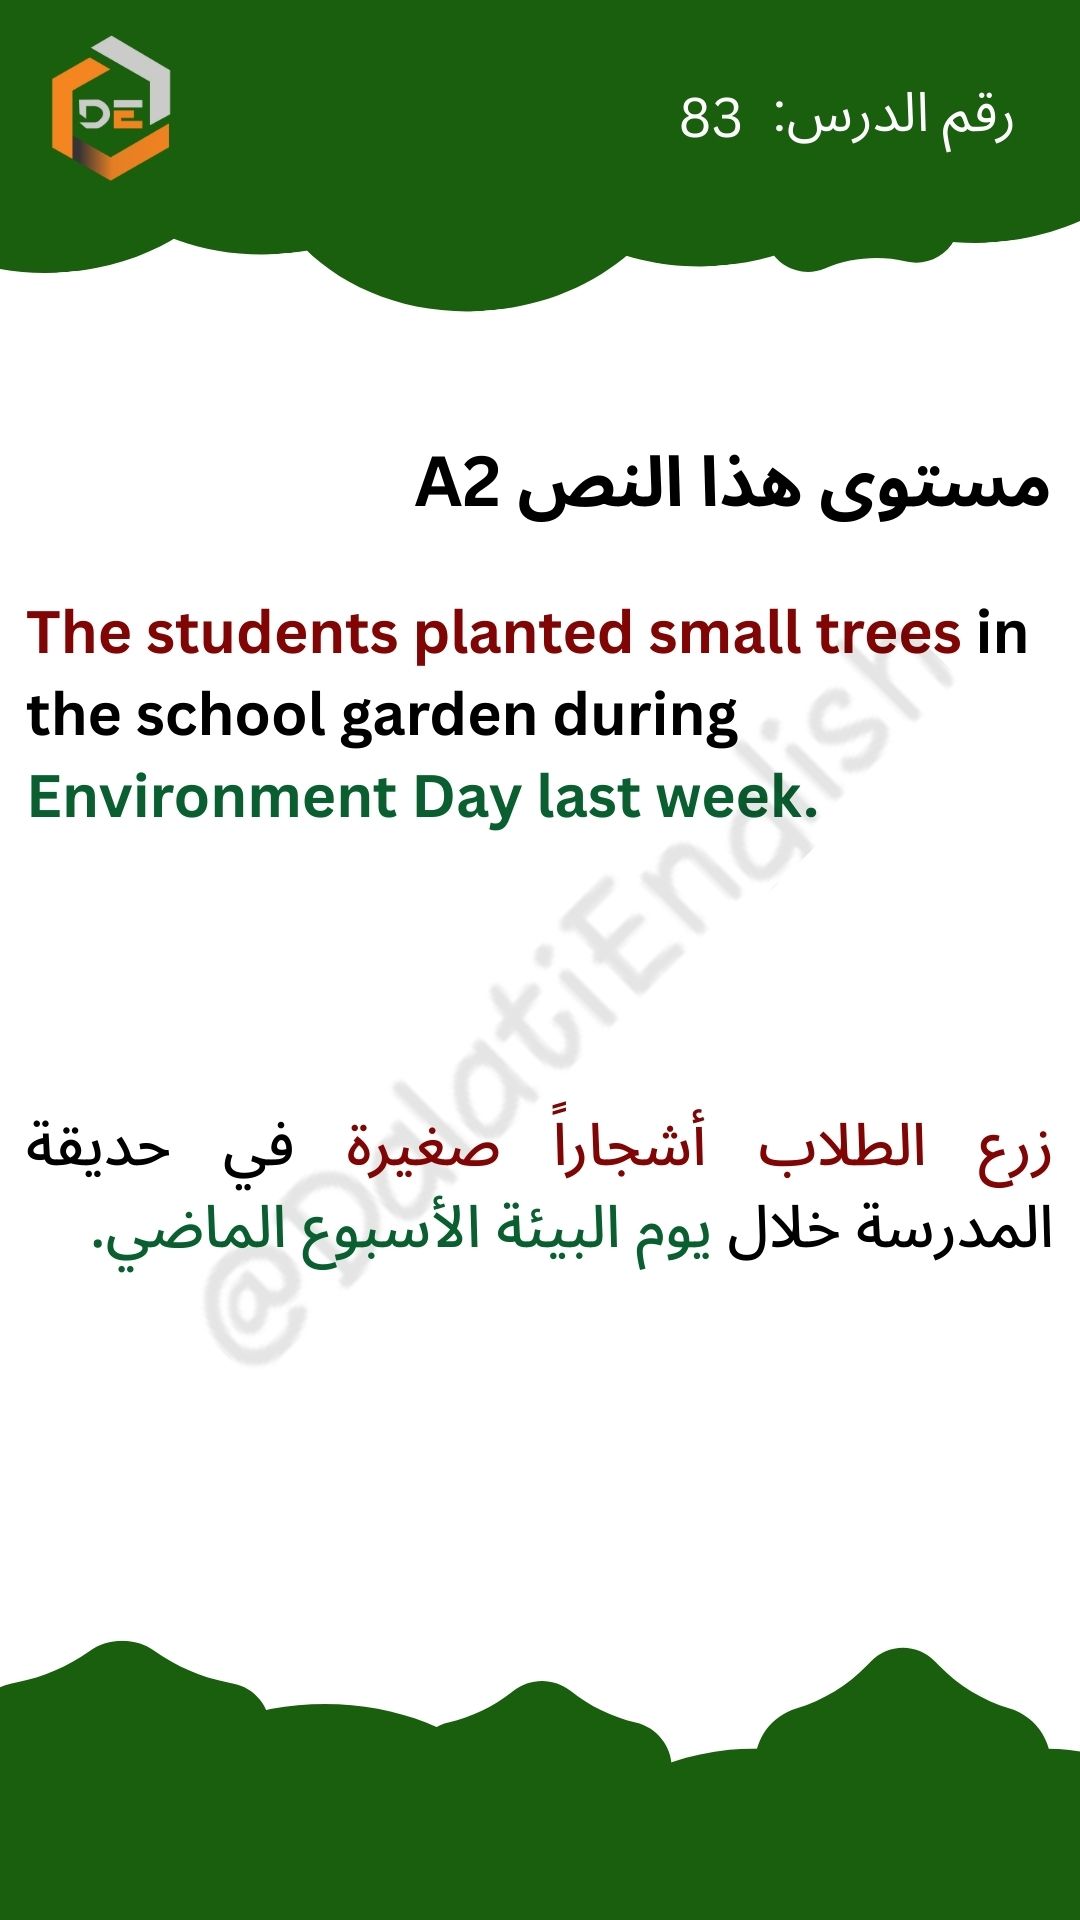 DE
رقم الدرس: 83
مستوى هذا النص A2
The students planted small trees in
the school garden during
Environment Day last week.
@DalatiEnglish
زرع الطلاب أشجاراً صغيرة في حديقة
المدرسة خلال يوم البيئة الأسبوع الماضي.